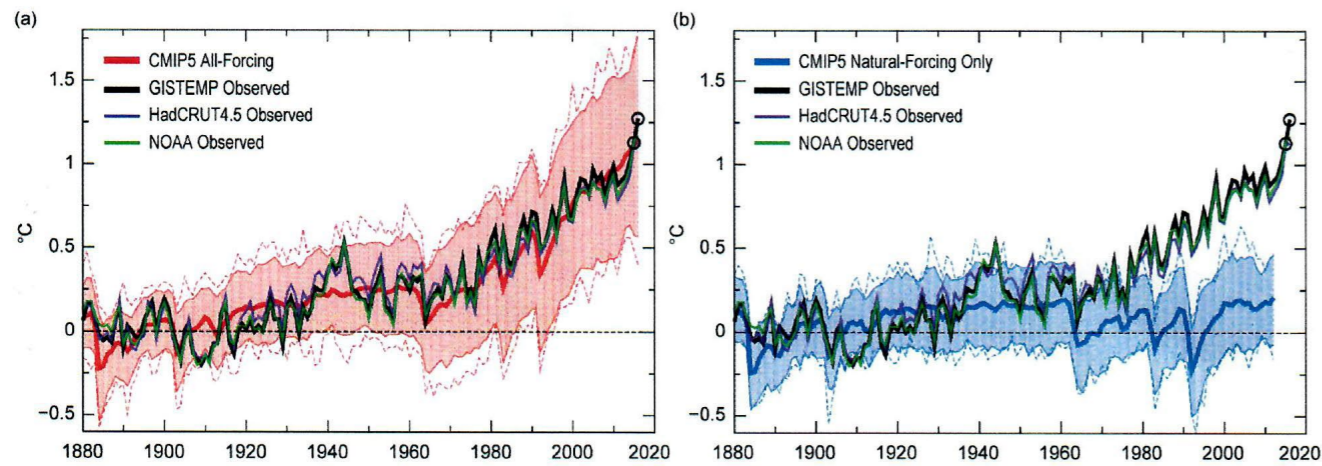 (a)
CMIP5 All-Forcing
GISTEMP Observed
HadCRUT4.5 Observed
NOAA Observed
°C
1.5
1
0.5
0
−0.5
1880 1900 1920 1940 1960 1980 2000 2020
(b)
CMIP5 Natural-Forcing Only
GISTEMP Observed
HadCRUT4.5 Observed
NOAA Observed
°C
1.5
1
0.5
0
−0.5
1880 1900 1920 1940 1960 1980 2000 2020